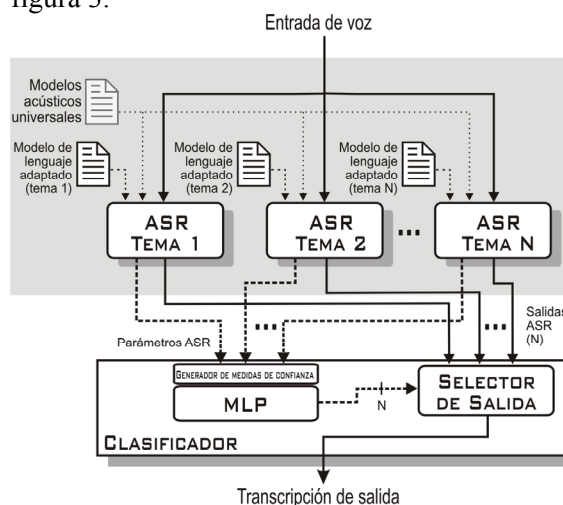 figura 3.
Entrada de voz
Modelos
acústicos
universales
Modelo de
lenguaje
adaptado
(tema 1)
Modelo de
lenguaje
adaptado
(tema 2)
Modelo de
lenguaje
adaptado
(tema N)
ASR
TEMA 1
ASR
TEMA 2
...
ASR
TEMA N
Parámetros ASR
...
...
Salidas
ASR
(N)
GENERADOR DE MEDIDAS DE CONFIANZA
MLP
N
SELECTOR
DE SALIDA
CLASIFICADOR
Transcripción de salida